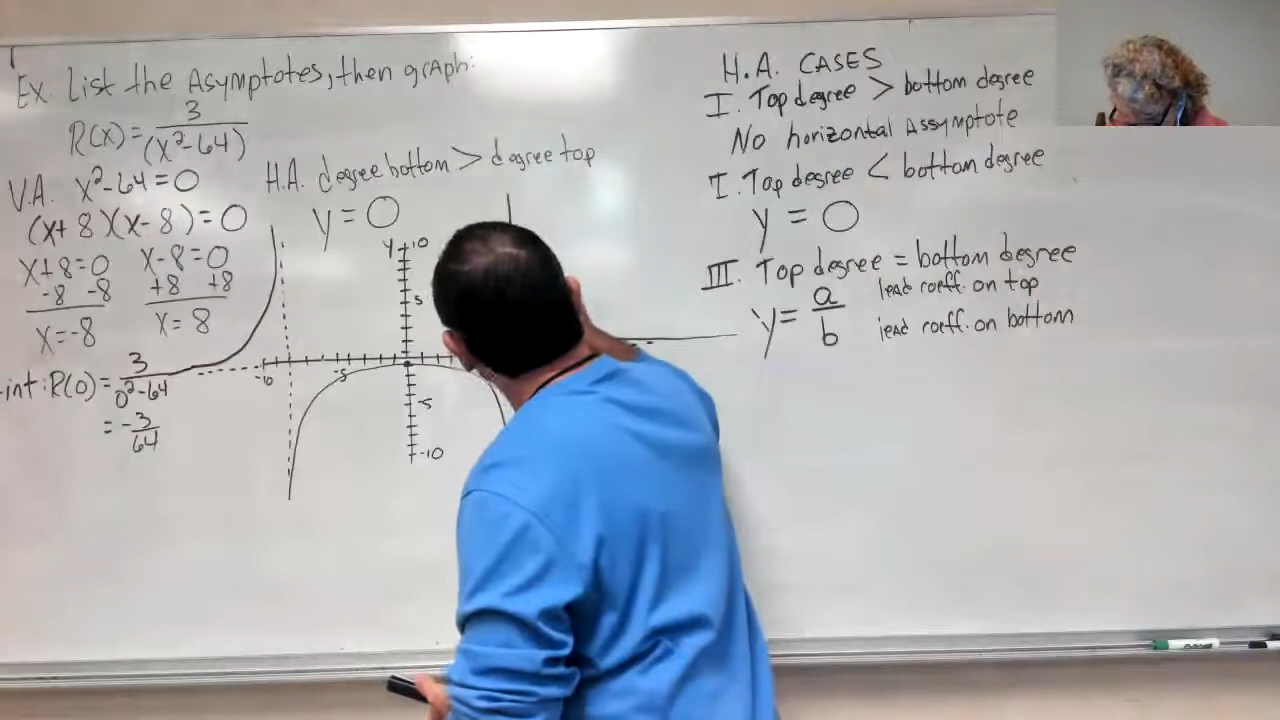 Ex. List the Asymptotes, then graph:
R(x) = 3/(x²-64)
V.A. x²-64=0
(x+8)(x-8)=0
x+8=0 x-8=0
-8 -8 +8 +8
x=-8 x=8
-int: R(0) = 3/0²-64
= -3/64
H.A. degree bottom > degree top
y=0
y 10
5
-10 -5
-5
-10
H.A. CASES
I. Top degree > bottom degree
No horizontal Assymptote
I. Top degree < bottom degree
y = 0
III. Top degree = bottom degree
y = a/b lead coeff. on top
lead coeff. on bottom